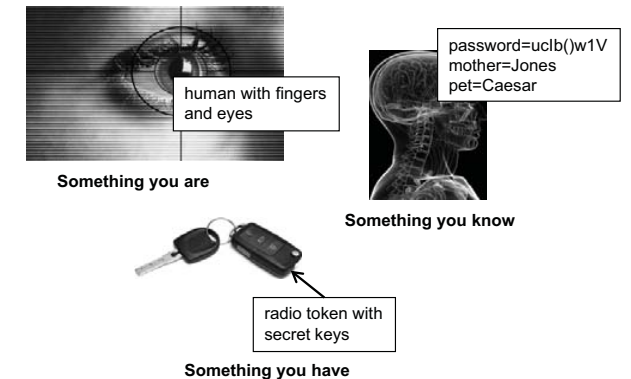 human with fingers
and eyes
Something you are
password=uclb()w1V
mother=Jones
pet=Caesar
Something you know
radio token with
secret keys
Something you have